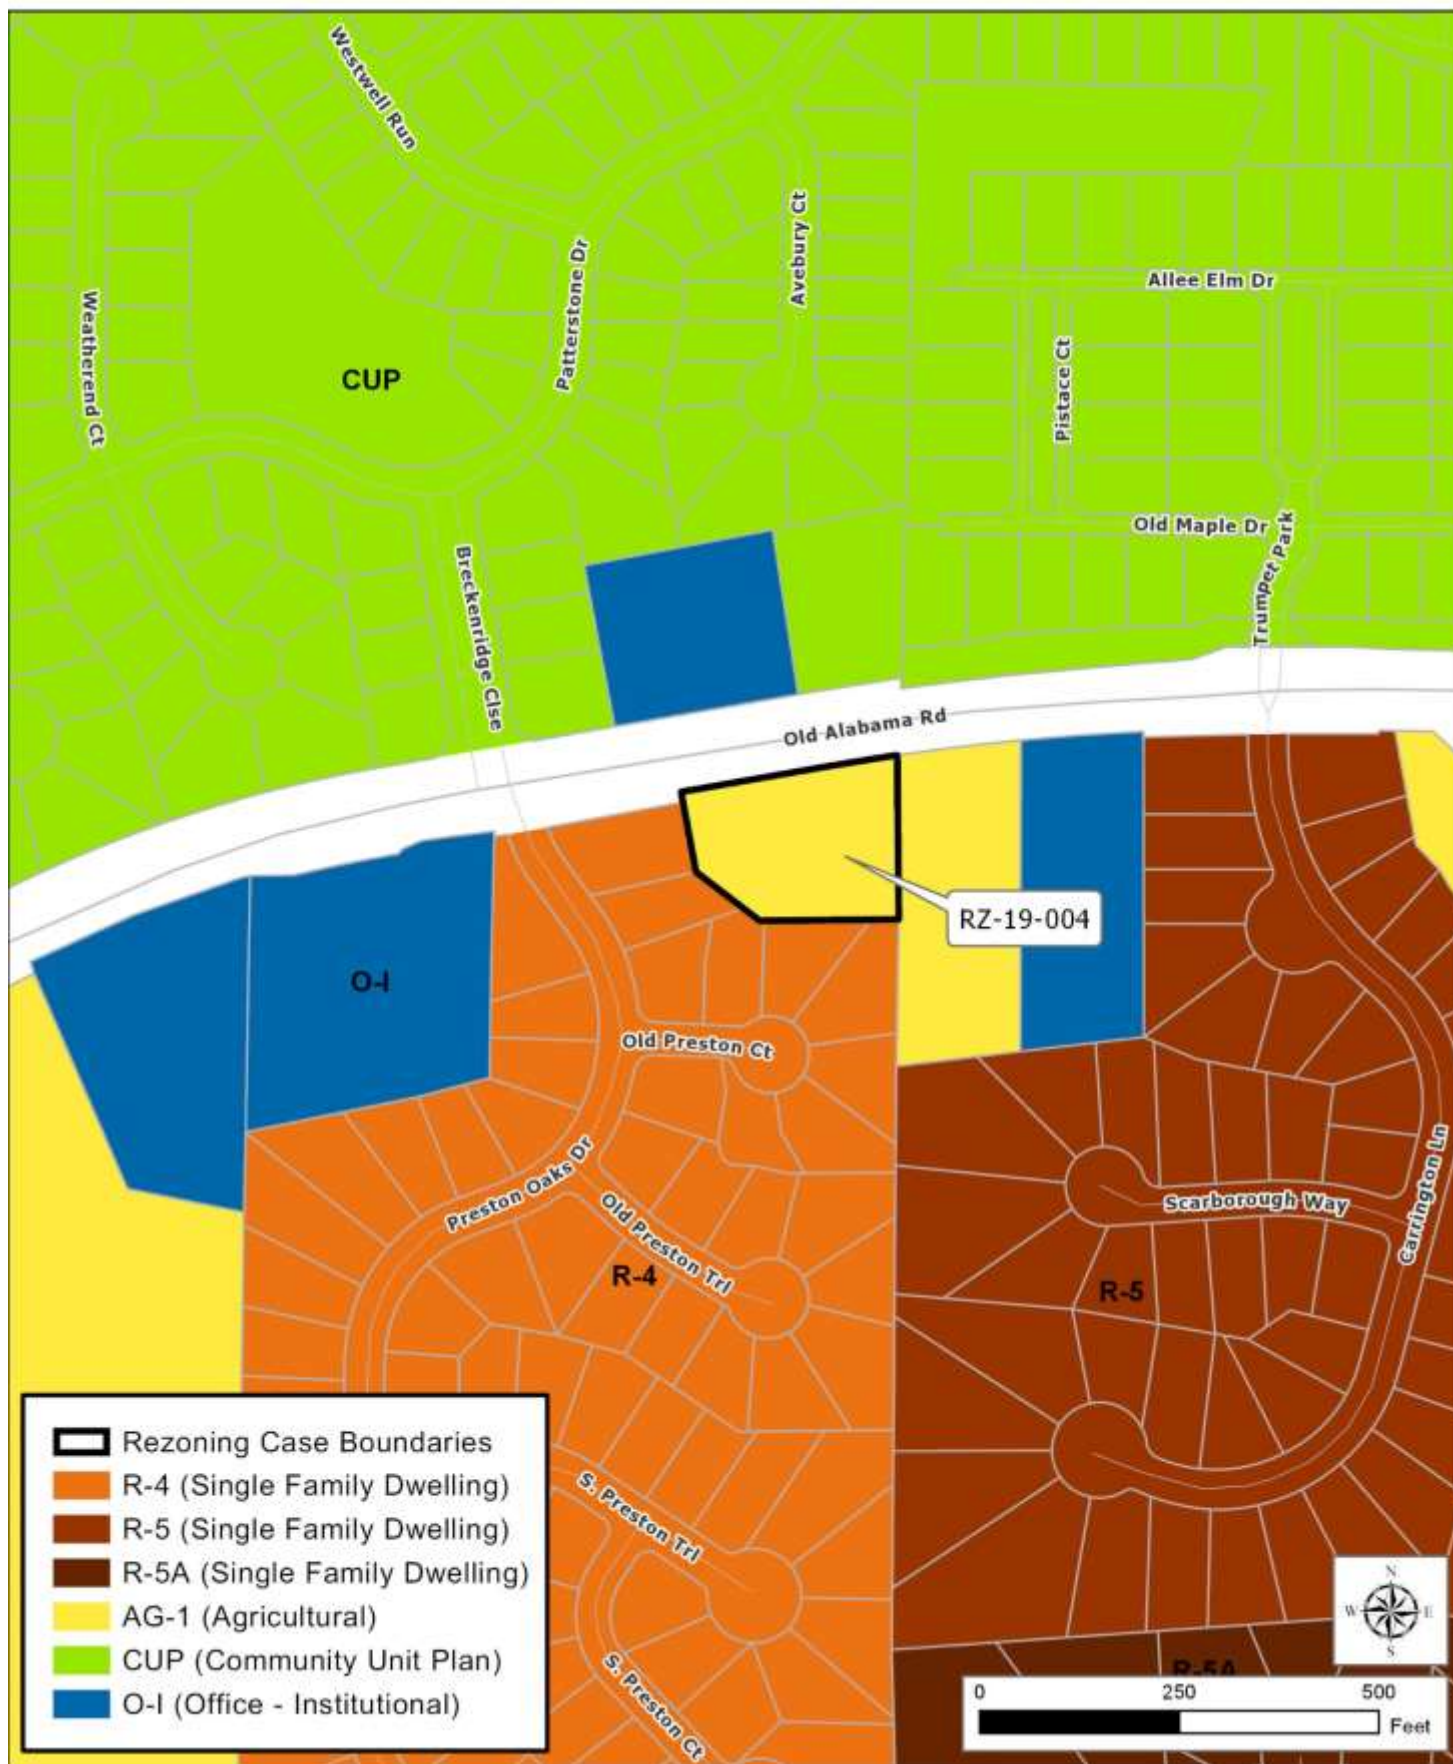 Westwell Run
Avebury Ct
Patterstone Dr
Allee Elm Dr
Weatherend Ct
Pistace Ct
CUP
Old Maple Dr
Trumpet Park
Breckenridge Clse
Old Alabama Rd
RZ-19-004
O-I
Old Preston Ct
Preston Oaks Dr
Old Preston Trl
Scarborough Way
Carrington Ln
R-4
R-5
Rezoning Case Boundaries
R-4 (Single Family Dwelling)
R-5 (Single Family Dwelling)
R-5A (Single Family Dwelling)
AG-1 (Agricultural)
CUP (Community Unit Plan)
O-I (Office - Institutional)
S. Preston Trl
S. Preston Ct
N
W E
S
R-5A
0 250 500
Feet